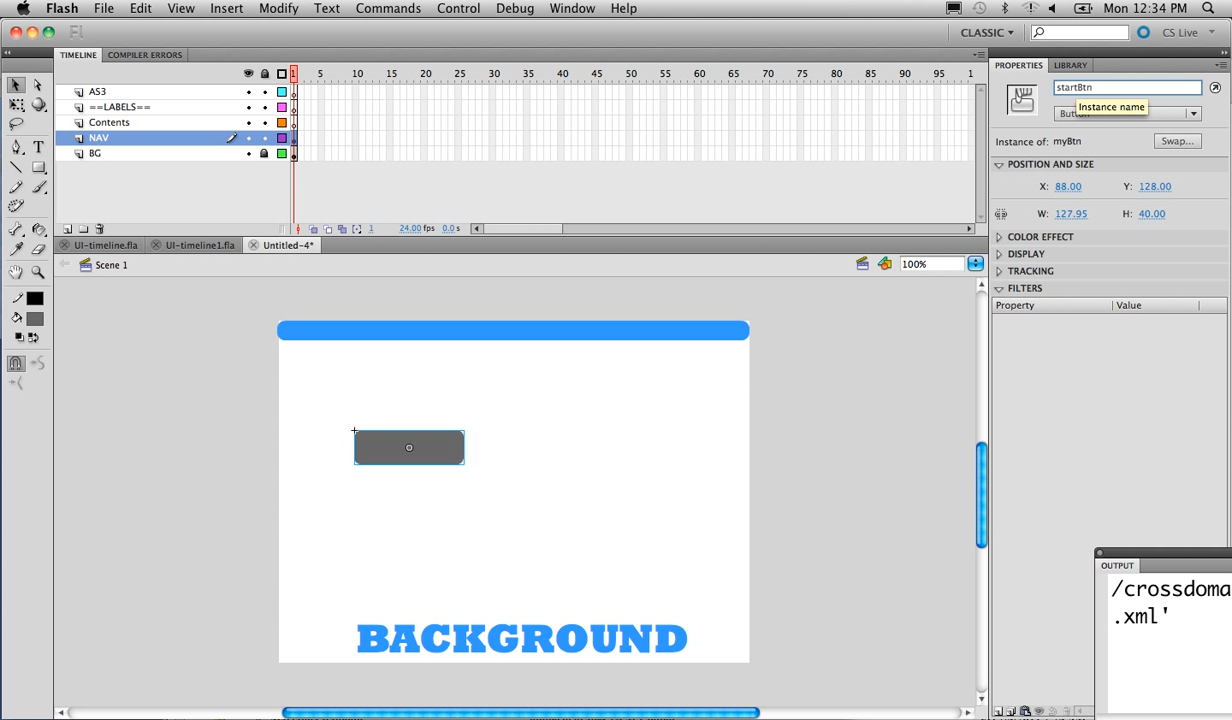 Flash File Edit View Insert Modify Text Commands Control Debug Window Help Mon 12:34 PM
Fl CLASSIC CS Live
TIMELINE COMPILER ERRORS
1 5 10 15 20 25 30 35 40 45 50 55 60 65 70 75 80 85 90 95 1
AS3
==LABELS==
Contents
NAV
BG
1 24.00 fps 0.0 s
UI-timeline.fla UI-timeline1.fla Untitled-4*
Scene 1 100%
BACKGROUND
PROPERTIES LIBRARY
startBtn
Instance name
Button
Instance of: myBtn Swap...
POSITION AND SIZE
X: 88.00 Y: 128.00
W: 127.95 H: 40.00
COLOR EFFECT
DISPLAY
TRACKING
FILTERS
Property Value
OUTPUT
/crossdoma
.xml'